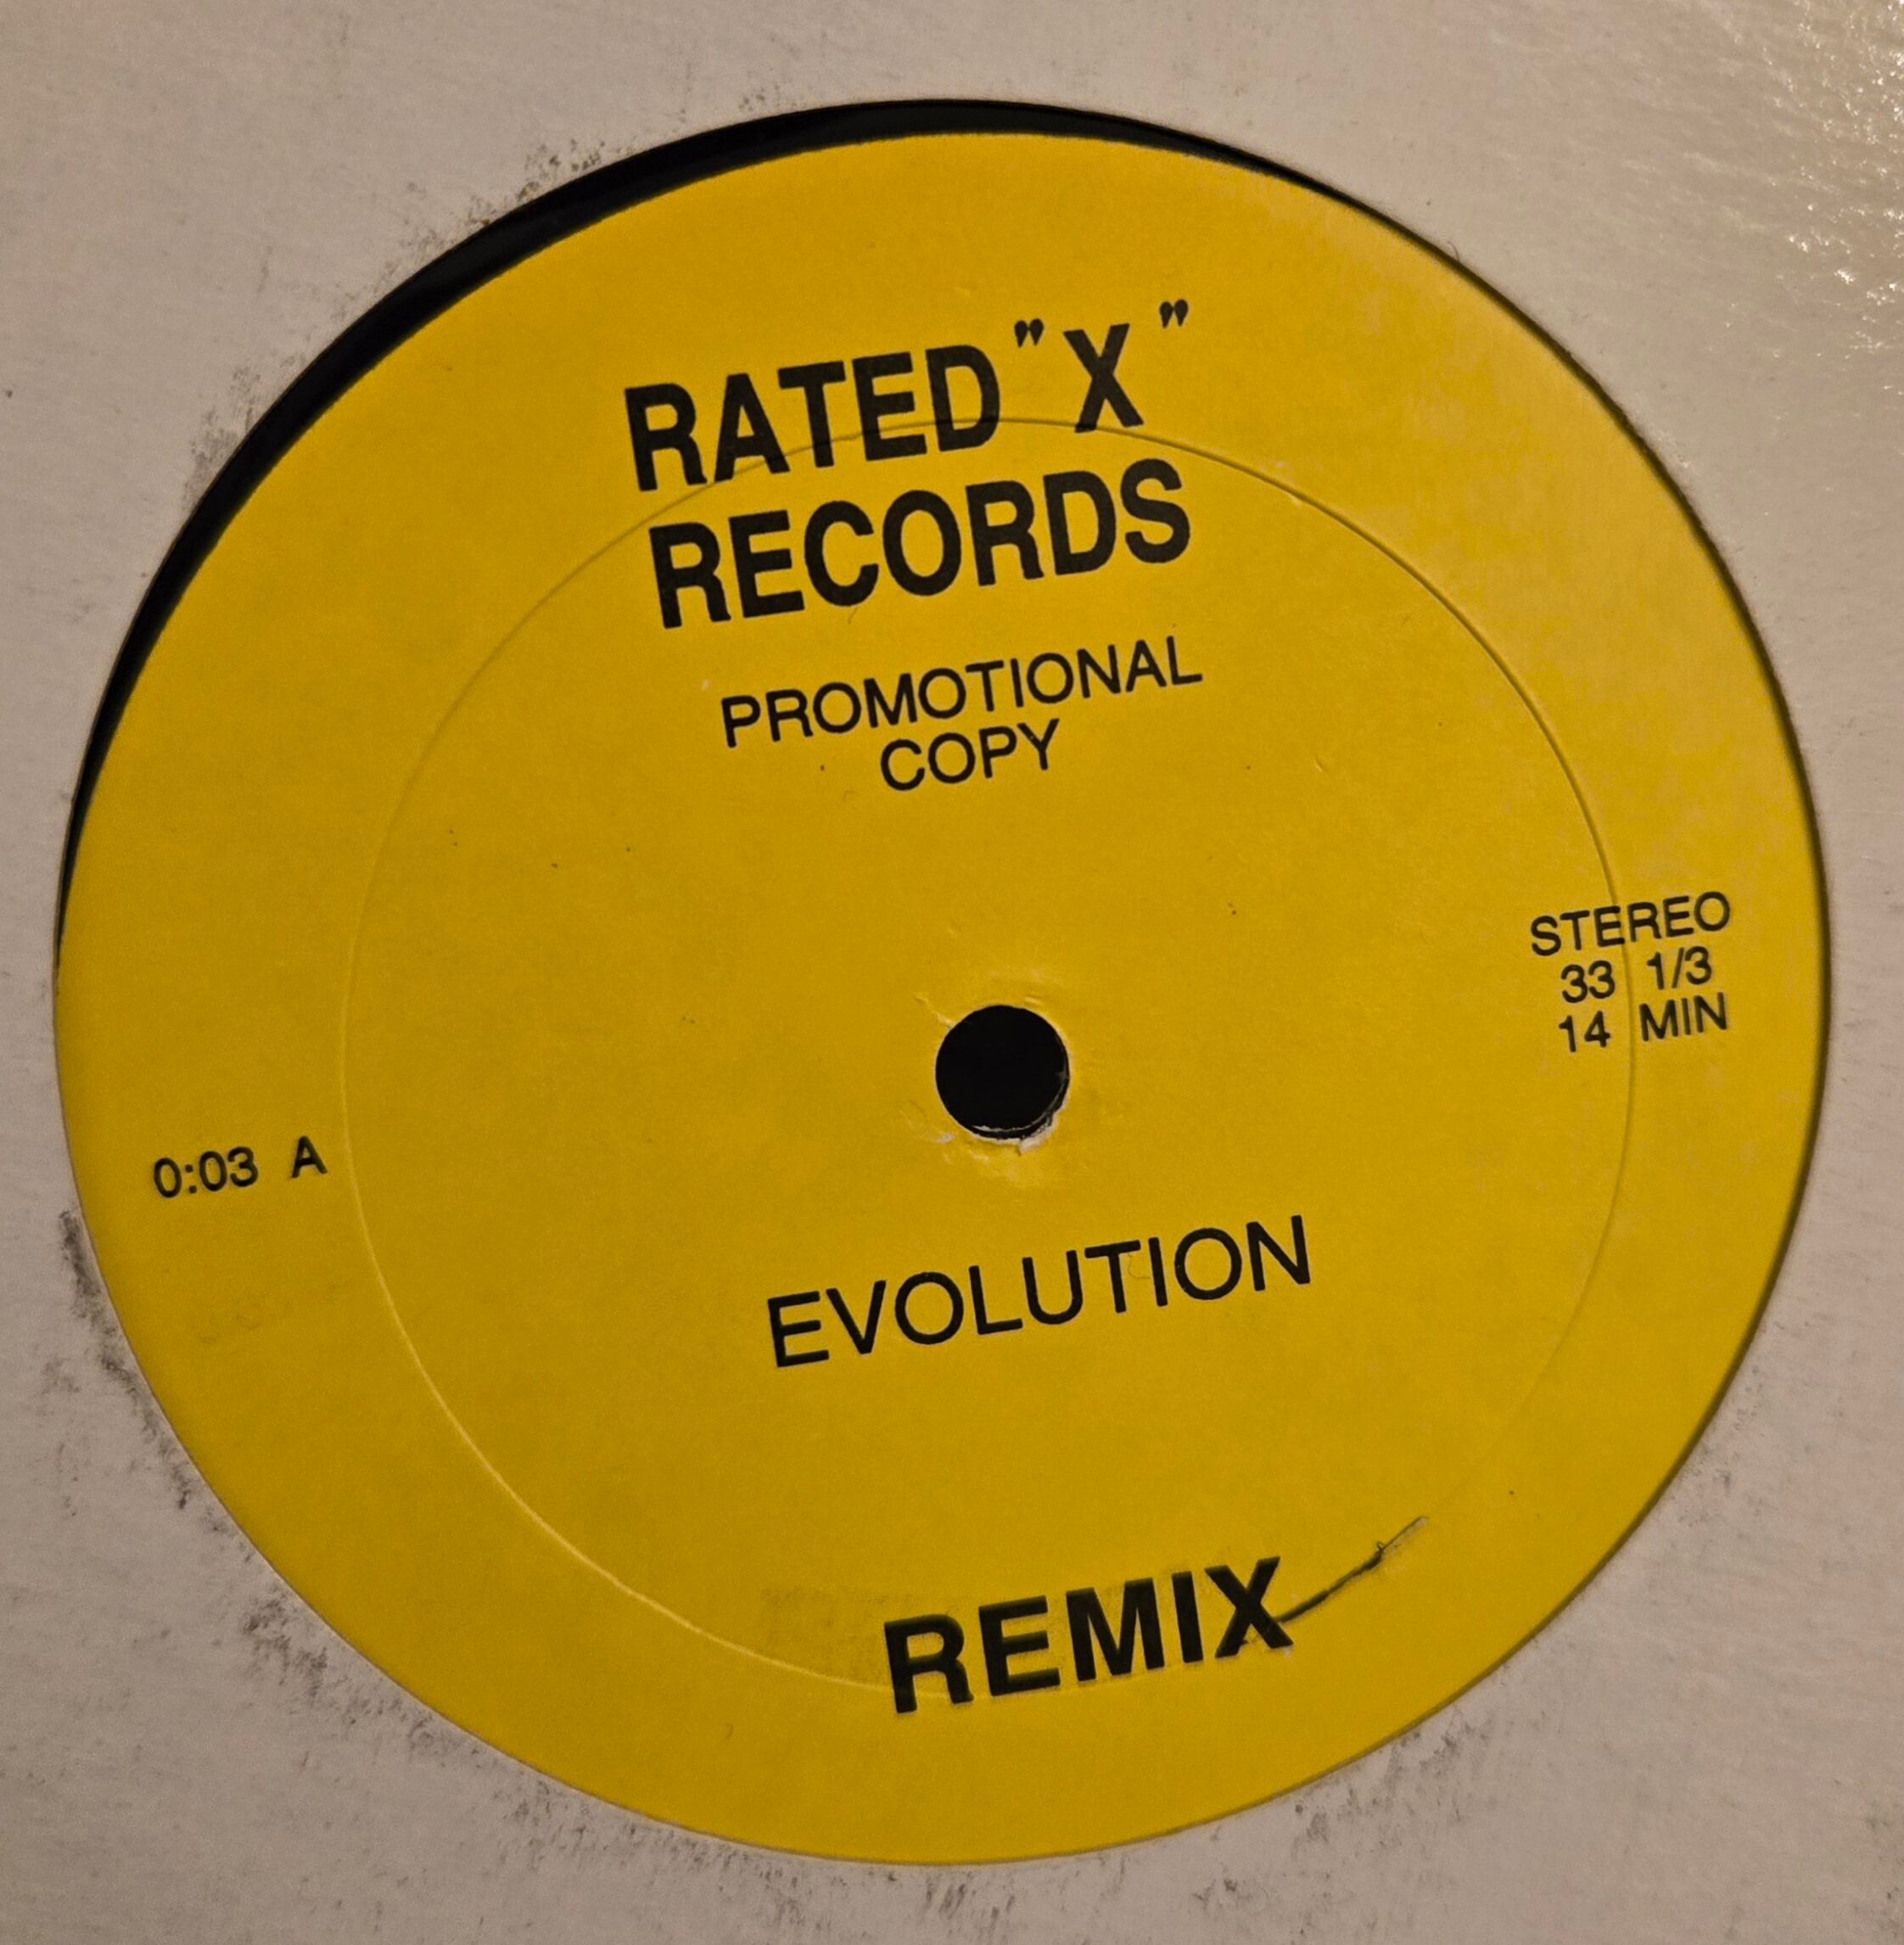 RATED "X"
RECORDS
PROMOTIONAL
COPY
STEREO
33 1/3
14 MIN
0:03 A
EVOLUTION
REMIX